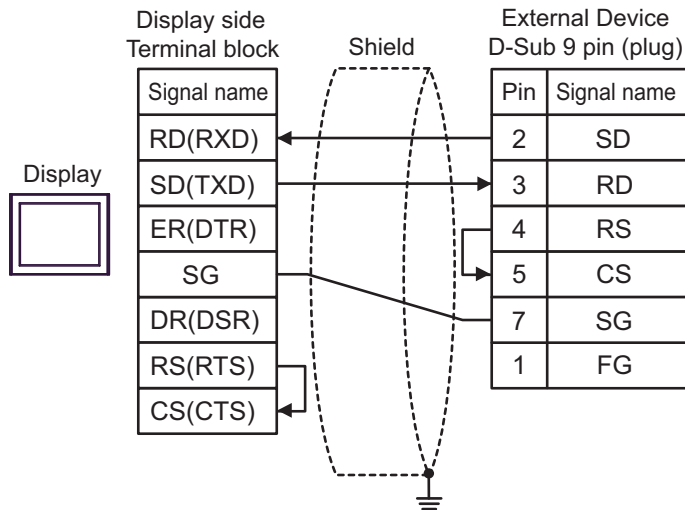 Display side
Terminal block
Shield
External Device
D-Sub 9 pin (plug)
Display
Signal name
RD(RXD)
SD(TXD)
ER(DTR)
SG
DR(DSR)
RS(RTS)
CS(CTS)
Pin Signal name
2 SD
3 RD
4 RS
5 CS
7 SG
1 FG